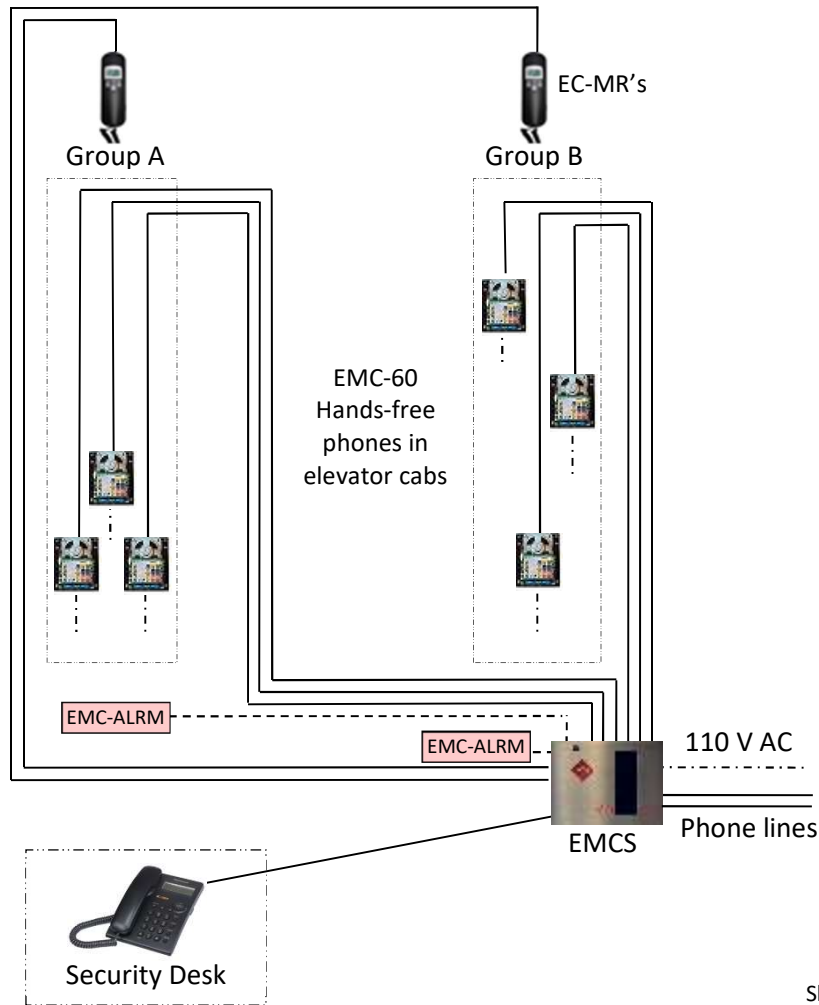 EC-MR's
Group A
Group B
EMC-60
Hands-free
phones in
elevator cabs
EMC-ALRM
EMC-ALRM
110 V AC
Phone lines
EMCS
Security Desk